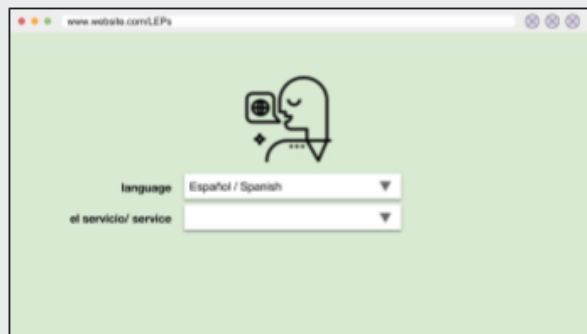 www.website.com/LEPs
language Español / Spanish
el servicio/ service